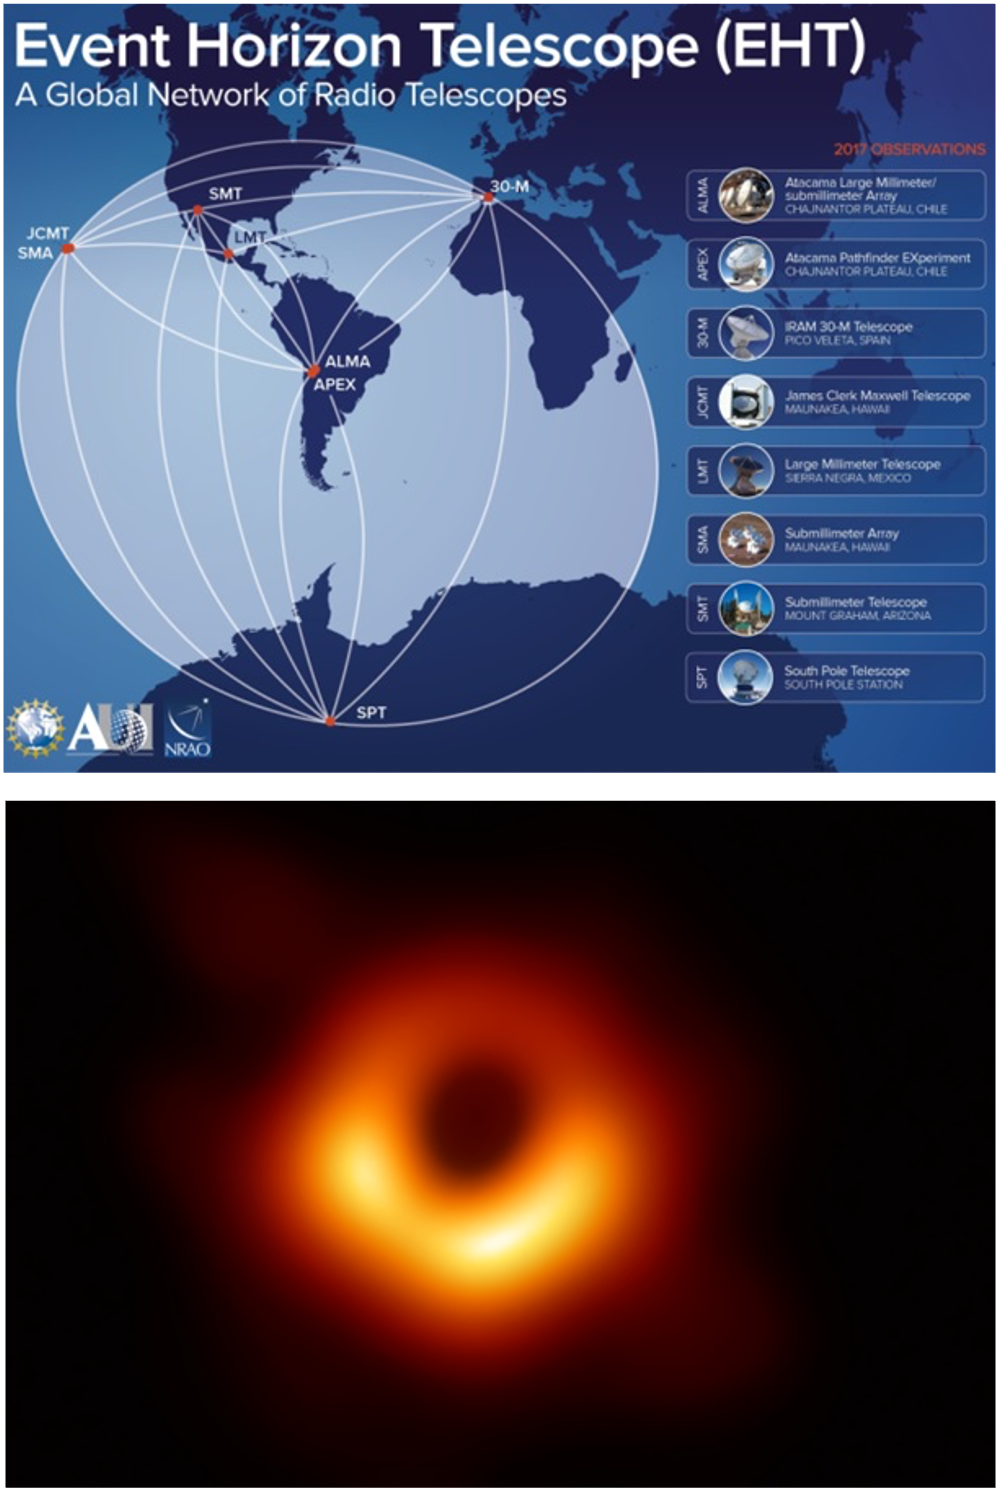 Event Horizon Telescope (EHT)
A Global Network of Radio Telescopes
2017 OBSERVATIONS
JCMT
SMA
SMT
LMT
30-M
ALMA
APEX
SPT
ALMA
Atacama Large Millimeter/
submillimeter Array
CHAJNANTOR PLATEAU, CHILE
APEX
Atacama Pathfinder EXperiment
CHAJNANTOR PLATEAU, CHILE
30-M
IRAM 30-M Telescope
PICO VELETA, SPAIN
JCMT
James Clerk Maxwell Telescope
MAUNAKEA, HAWAII
LMT
Large Millimeter Telescope
SIERRA NEGRA, MEXICO
SMA
Submillimeter Array
MAUNAKEA, HAWAII
SMT
Submillimeter Telescope
MOUNT GRAHAM, ARIZONA
SPT
South Pole Telescope
SOUTH POLE STATION
AUI
NRAO